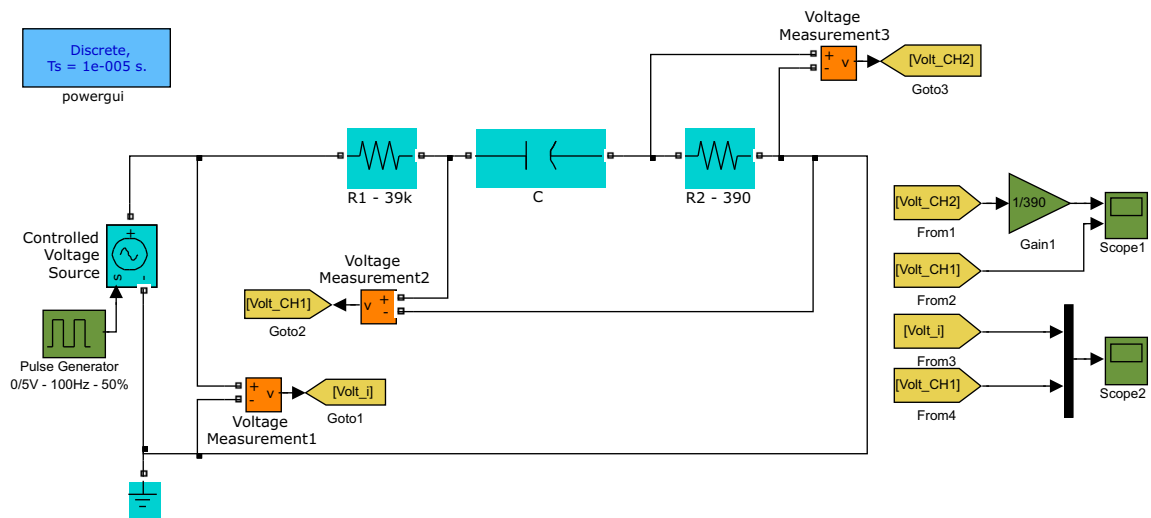 Discrete,
Ts = 1e-005 s.
powergui
Voltage
Measurement3
+
-
v
[Volt_CH2]
Goto3
R1 - 39k
C
R2 - 390
Controlled
Voltage
Source
+
s
-
Voltage
Measurement2
[Volt_CH1]
v
+
-
Goto2
Pulse Generator
0/5V - 100Hz - 50%
+
-
v
[Volt_i]
Goto1
Voltage
Measurement1
[Volt_CH2]
From1
1/390
Gain1
Scope1
[Volt_CH1]
From2
[Volt_i]
From3
[Volt_CH1]
From4
Scope2